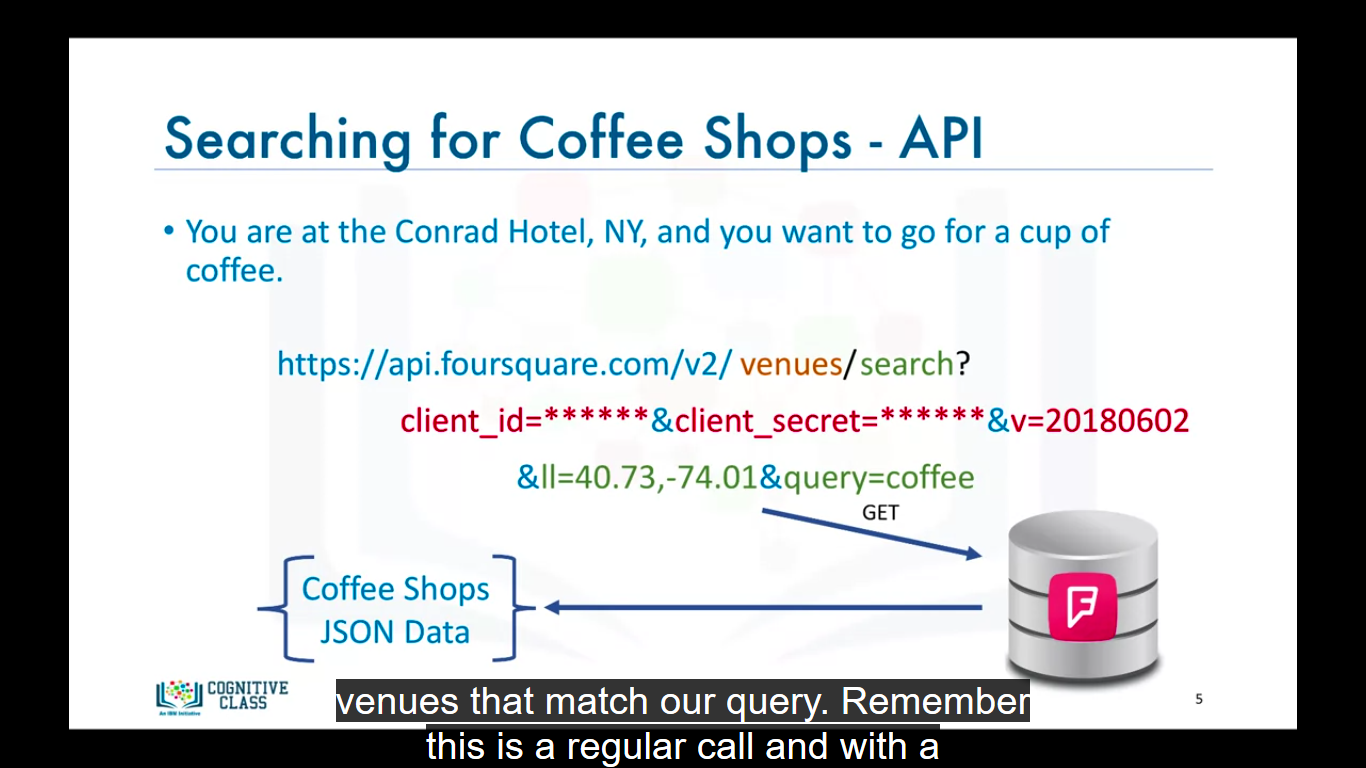 Searching for Coffee Shops - API
• You are at the Conrad Hotel, NY, and you want to go for a cup of
coffee.
https://api.foursquare.com/v2/ venues/search?
client_id=******&client_secret=******&v=20180602
&ll=40.73,-74.01&query=coffee
GET
Coffee Shops
JSON Data
COGNITIVE
CLASS
An IBM Initiative
5
venues that match our query. Remember
this is a regular call and with a